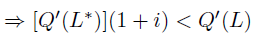 ⇒ [Q′(L*)](1 + i) < Q′(L)